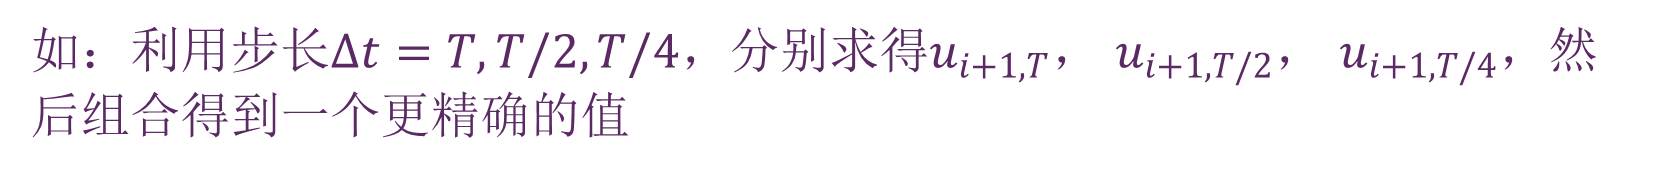 如：利用步长Δt = T, T/2, T/4，分别求得u_{i+1,T}， u_{i+1,T/2}， u_{i+1,T/4}，然
后组合得到一个更精确的值